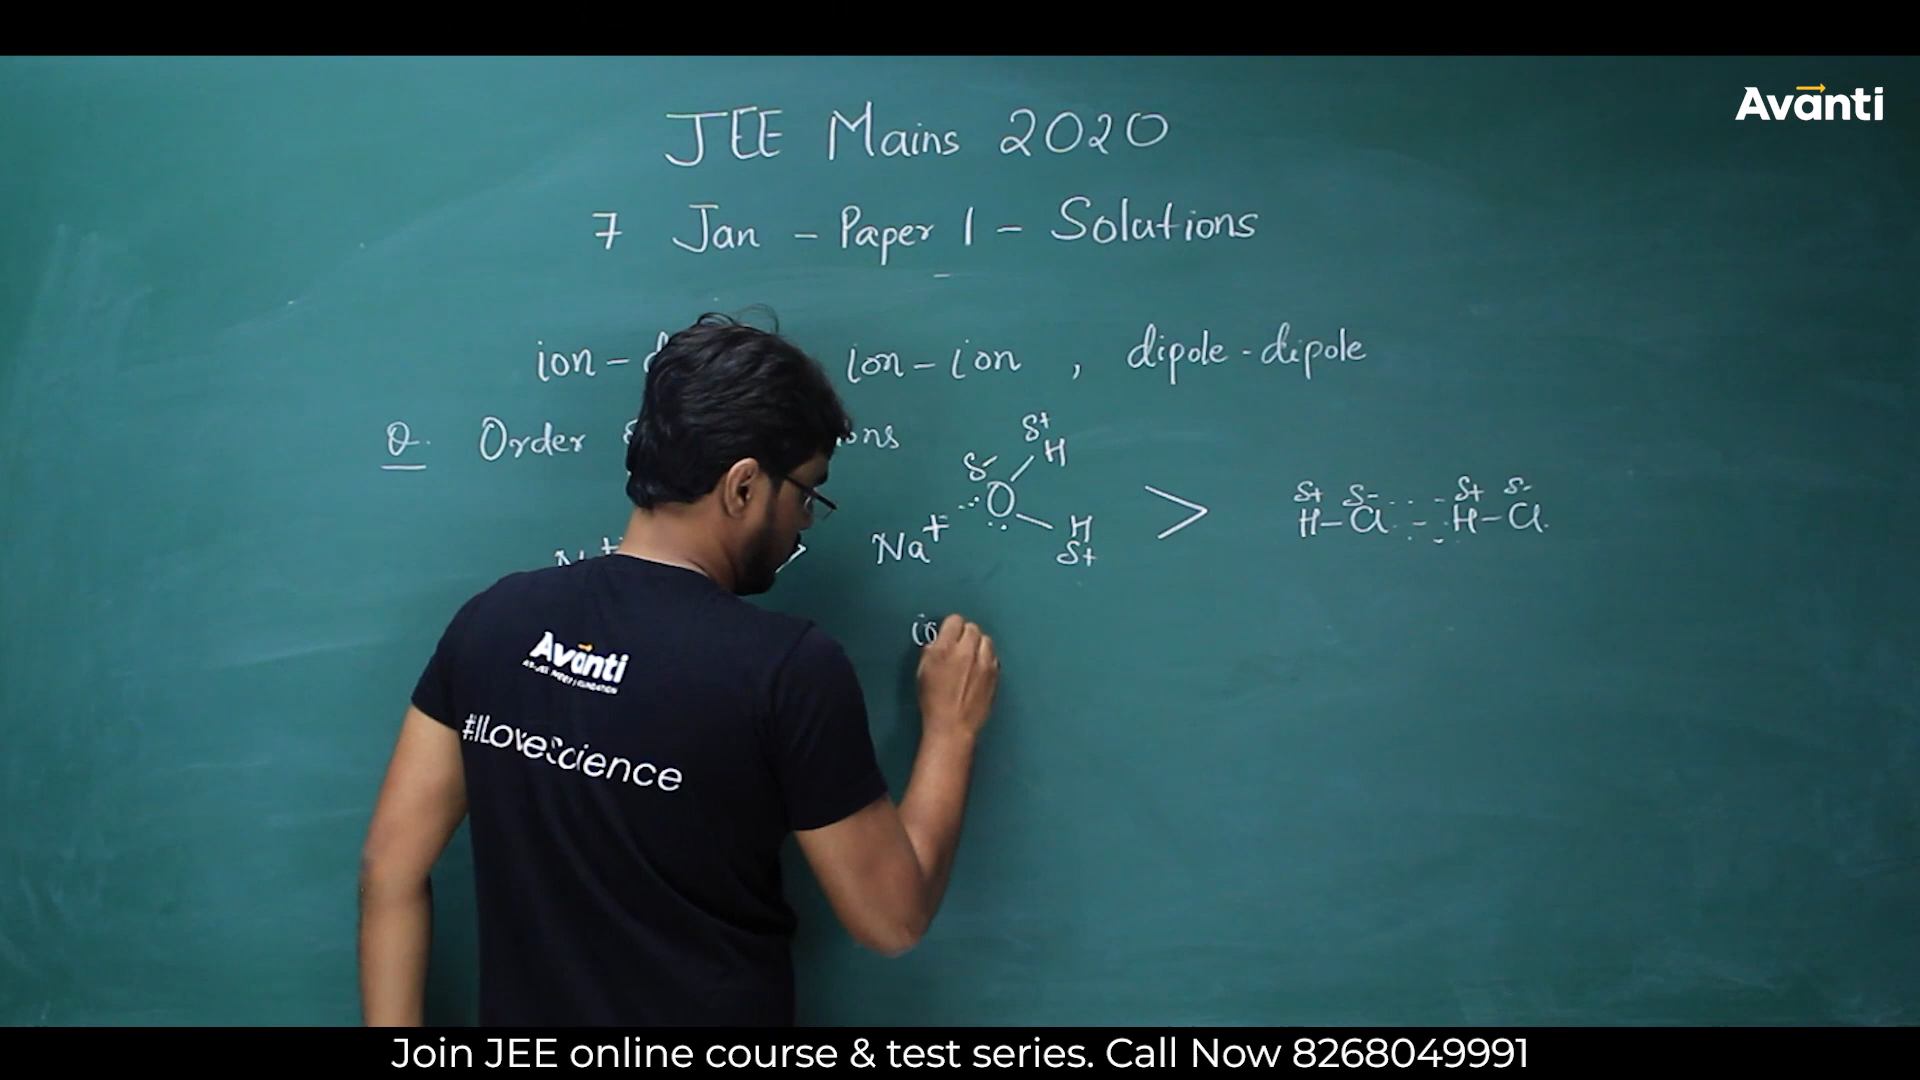 Avanti
JEE Mains 2020
7 Jan - Paper 1 - Solutions
ion - ion - ion , dipole - dipole
Q. Order
δ+
δ- H
O
Na+ H
δ+
>
δ+ δ- δ+ δ-
H-Cl H-Cl
Avanti
#ILoveScience
Join JEE online course & test series. Call Now 8268049991